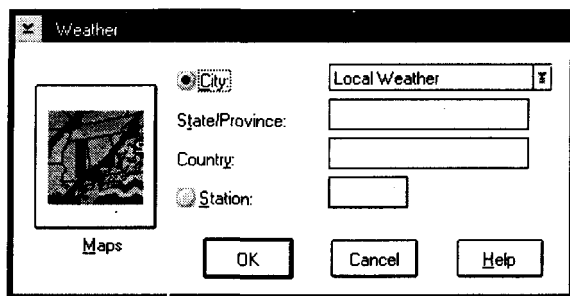 Weather
City:
Local Weather
State/Province:
Country:
Station:
Maps
OK
Cancel
Help